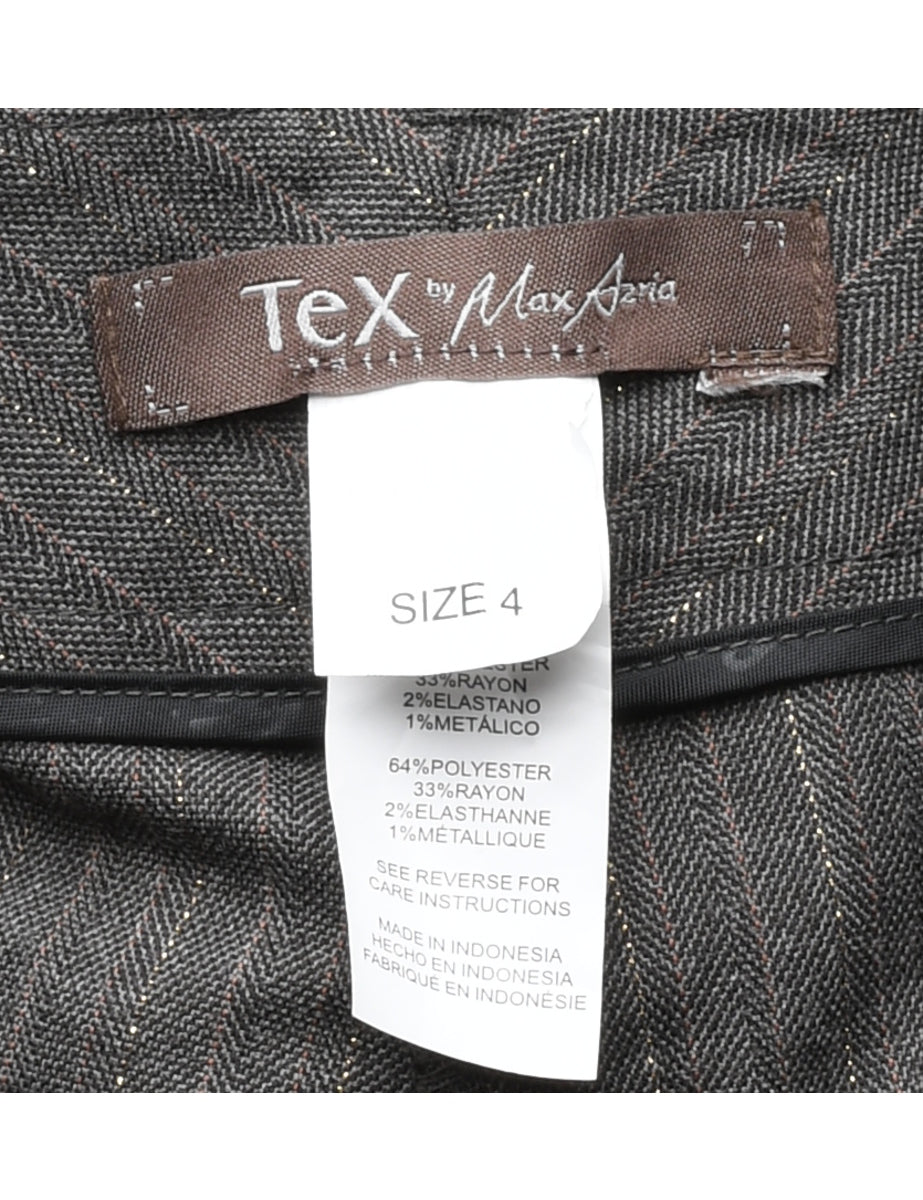 TeX by Max Azria
SIZE 4
33%RAYON
2%ELASTANO
1%METÁLICO
64%POLYESTER
33%RAYON
2%ELASTHANNE
1%MÉTALLIQUE
SEE REVERSE FOR
CARE INSTRUCTIONS
MADE IN INDONESIA
HECHO EN INDONESIA
FABRIQUÉ EN INDONÉSIE